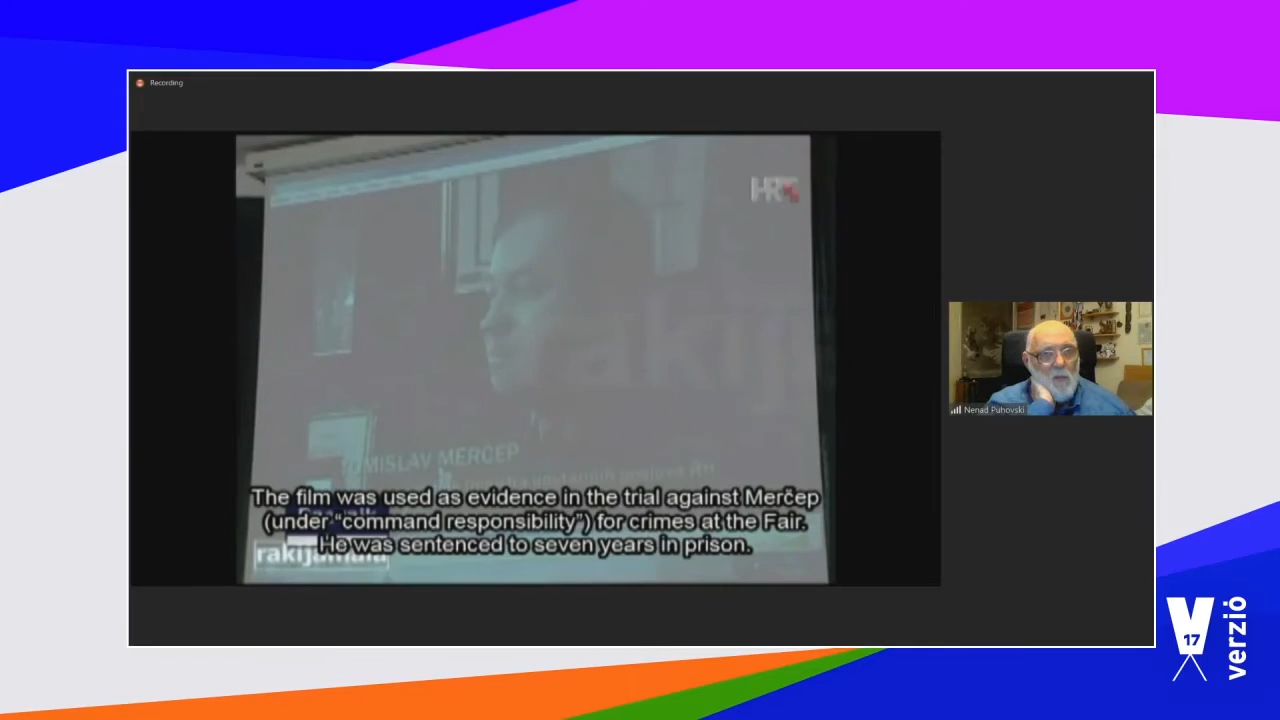 Recording
HRT
rakija
TOMISLAV MERČEP
The film was used as evidence in the trial against Merčep
(under “command responsibility”) for crimes at the Fair.
He was sentenced to seven years in prison.
Nenad Puhovski
V
17
verzió